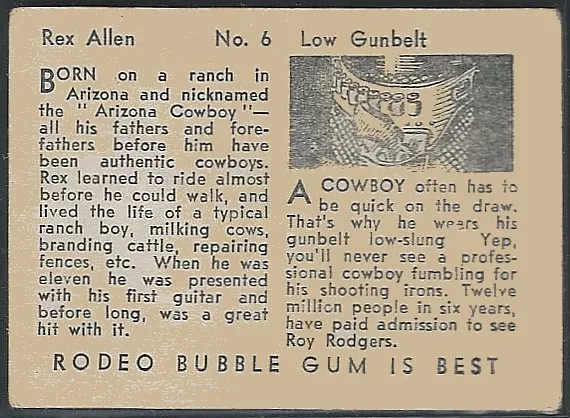 Rex Allen No. 6 Low Gunbelt
BORN on a ranch in
Arizona and nicknamed
the "Arizona Cowboy"—
all his fathers and fore-
fathers before him have
been authentic cowboys.
Rex learned to ride almost
before he could walk, and
lived the life of a typical
ranch boy, milking cows,
branding cattle, repairing
fences, etc. When he was
eleven he was presented
with his first guitar and
before long, was a great
hit with it.
A COWBOY often has to
be quick on the draw.
That's why he wears his
gunbelt low-slung Yep,
you'll never see a profes-
sional cowboy fumbling for
his shooting irons. Twelve
million people in six years,
have paid admission to see
Roy Rodgers.
RODEO BUBBLE GUM IS BEST